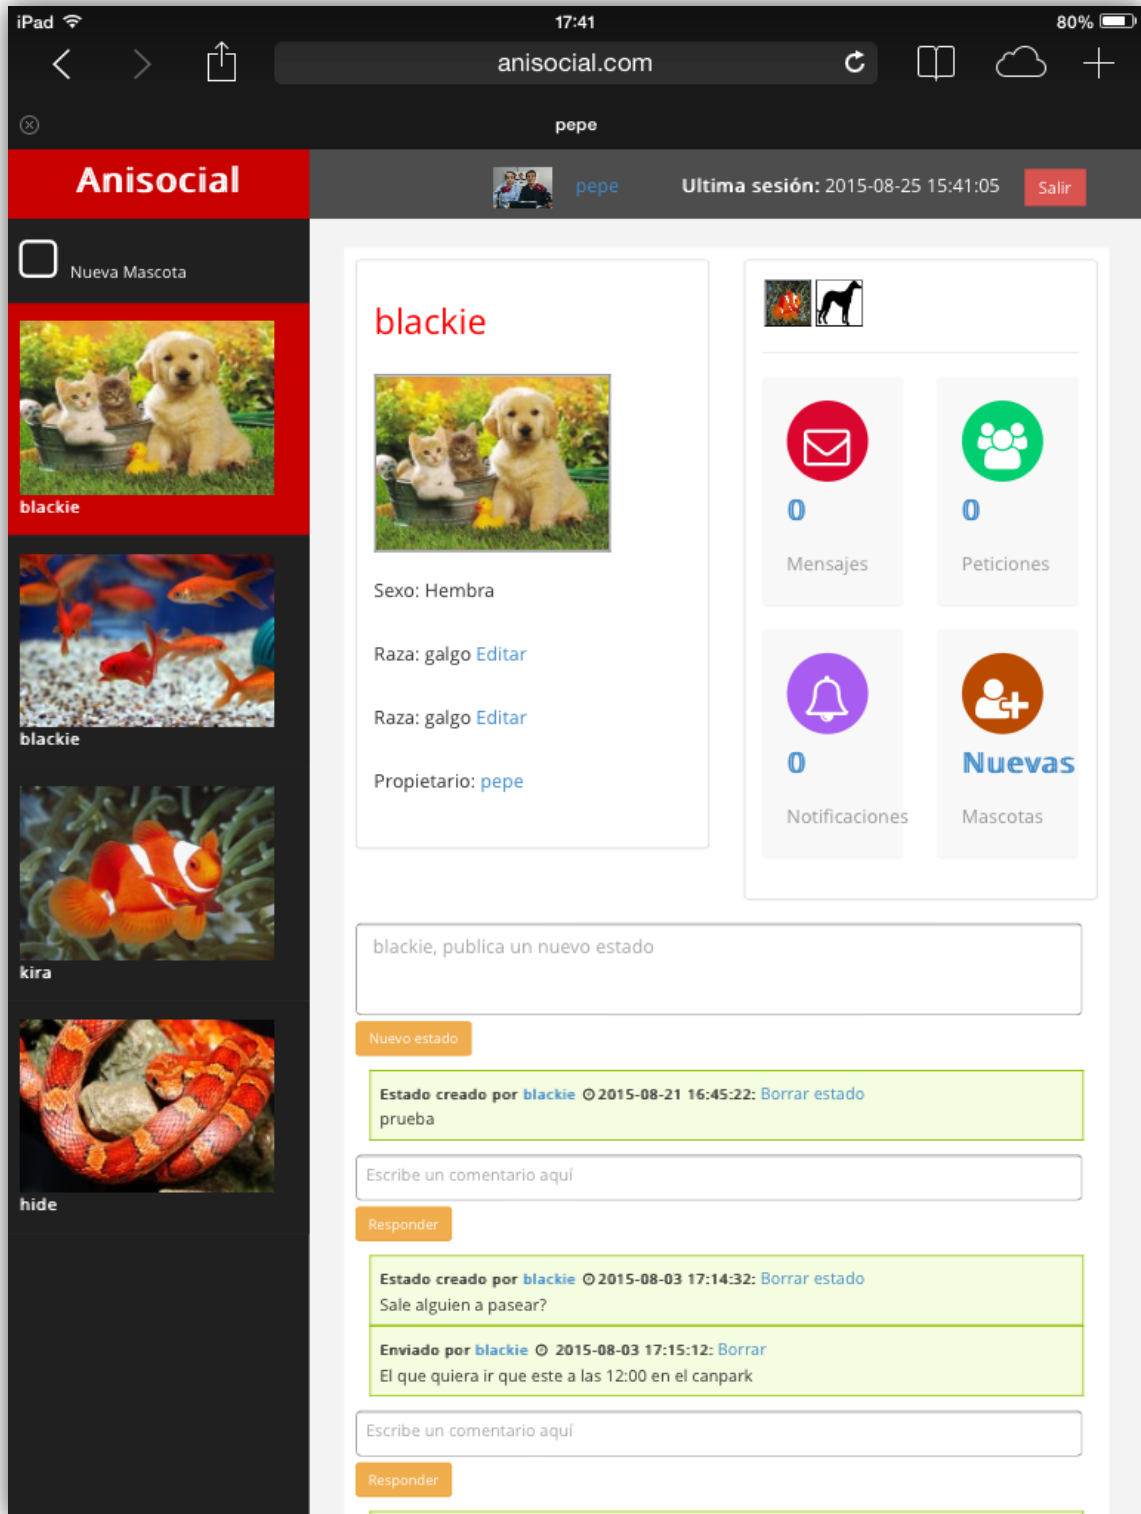 iPad 17:41 80%
anisocial.com
pepe
Anisocial
pepe Ultima sesión: 2015-08-25 15:41:05 Salir
Nueva Mascota
blackie
blackie
kira
hide
blackie
Sexo: Hembra
Raza: galgo Editar
Raza: galgo Editar
Propietario: pepe
0
Mensajes
0
Peticiones
0
Notificaciones
Nuevas
Mascotas
blackie, publica un nuevo estado
Nuevo estado
Estado creado por blackie 2015-08-21 16:45:22: Borrar estado
prueba
Escribe un comentario aquí
Responder
Estado creado por blackie 2015-08-03 17:14:32: Borrar estado
Sale alguien a pasear?
Enviado por blackie 2015-08-03 17:15:12: Borrar
El que quiera ir que este a las 12:00 en el canpark
Escribe un comentario aquí
Responder